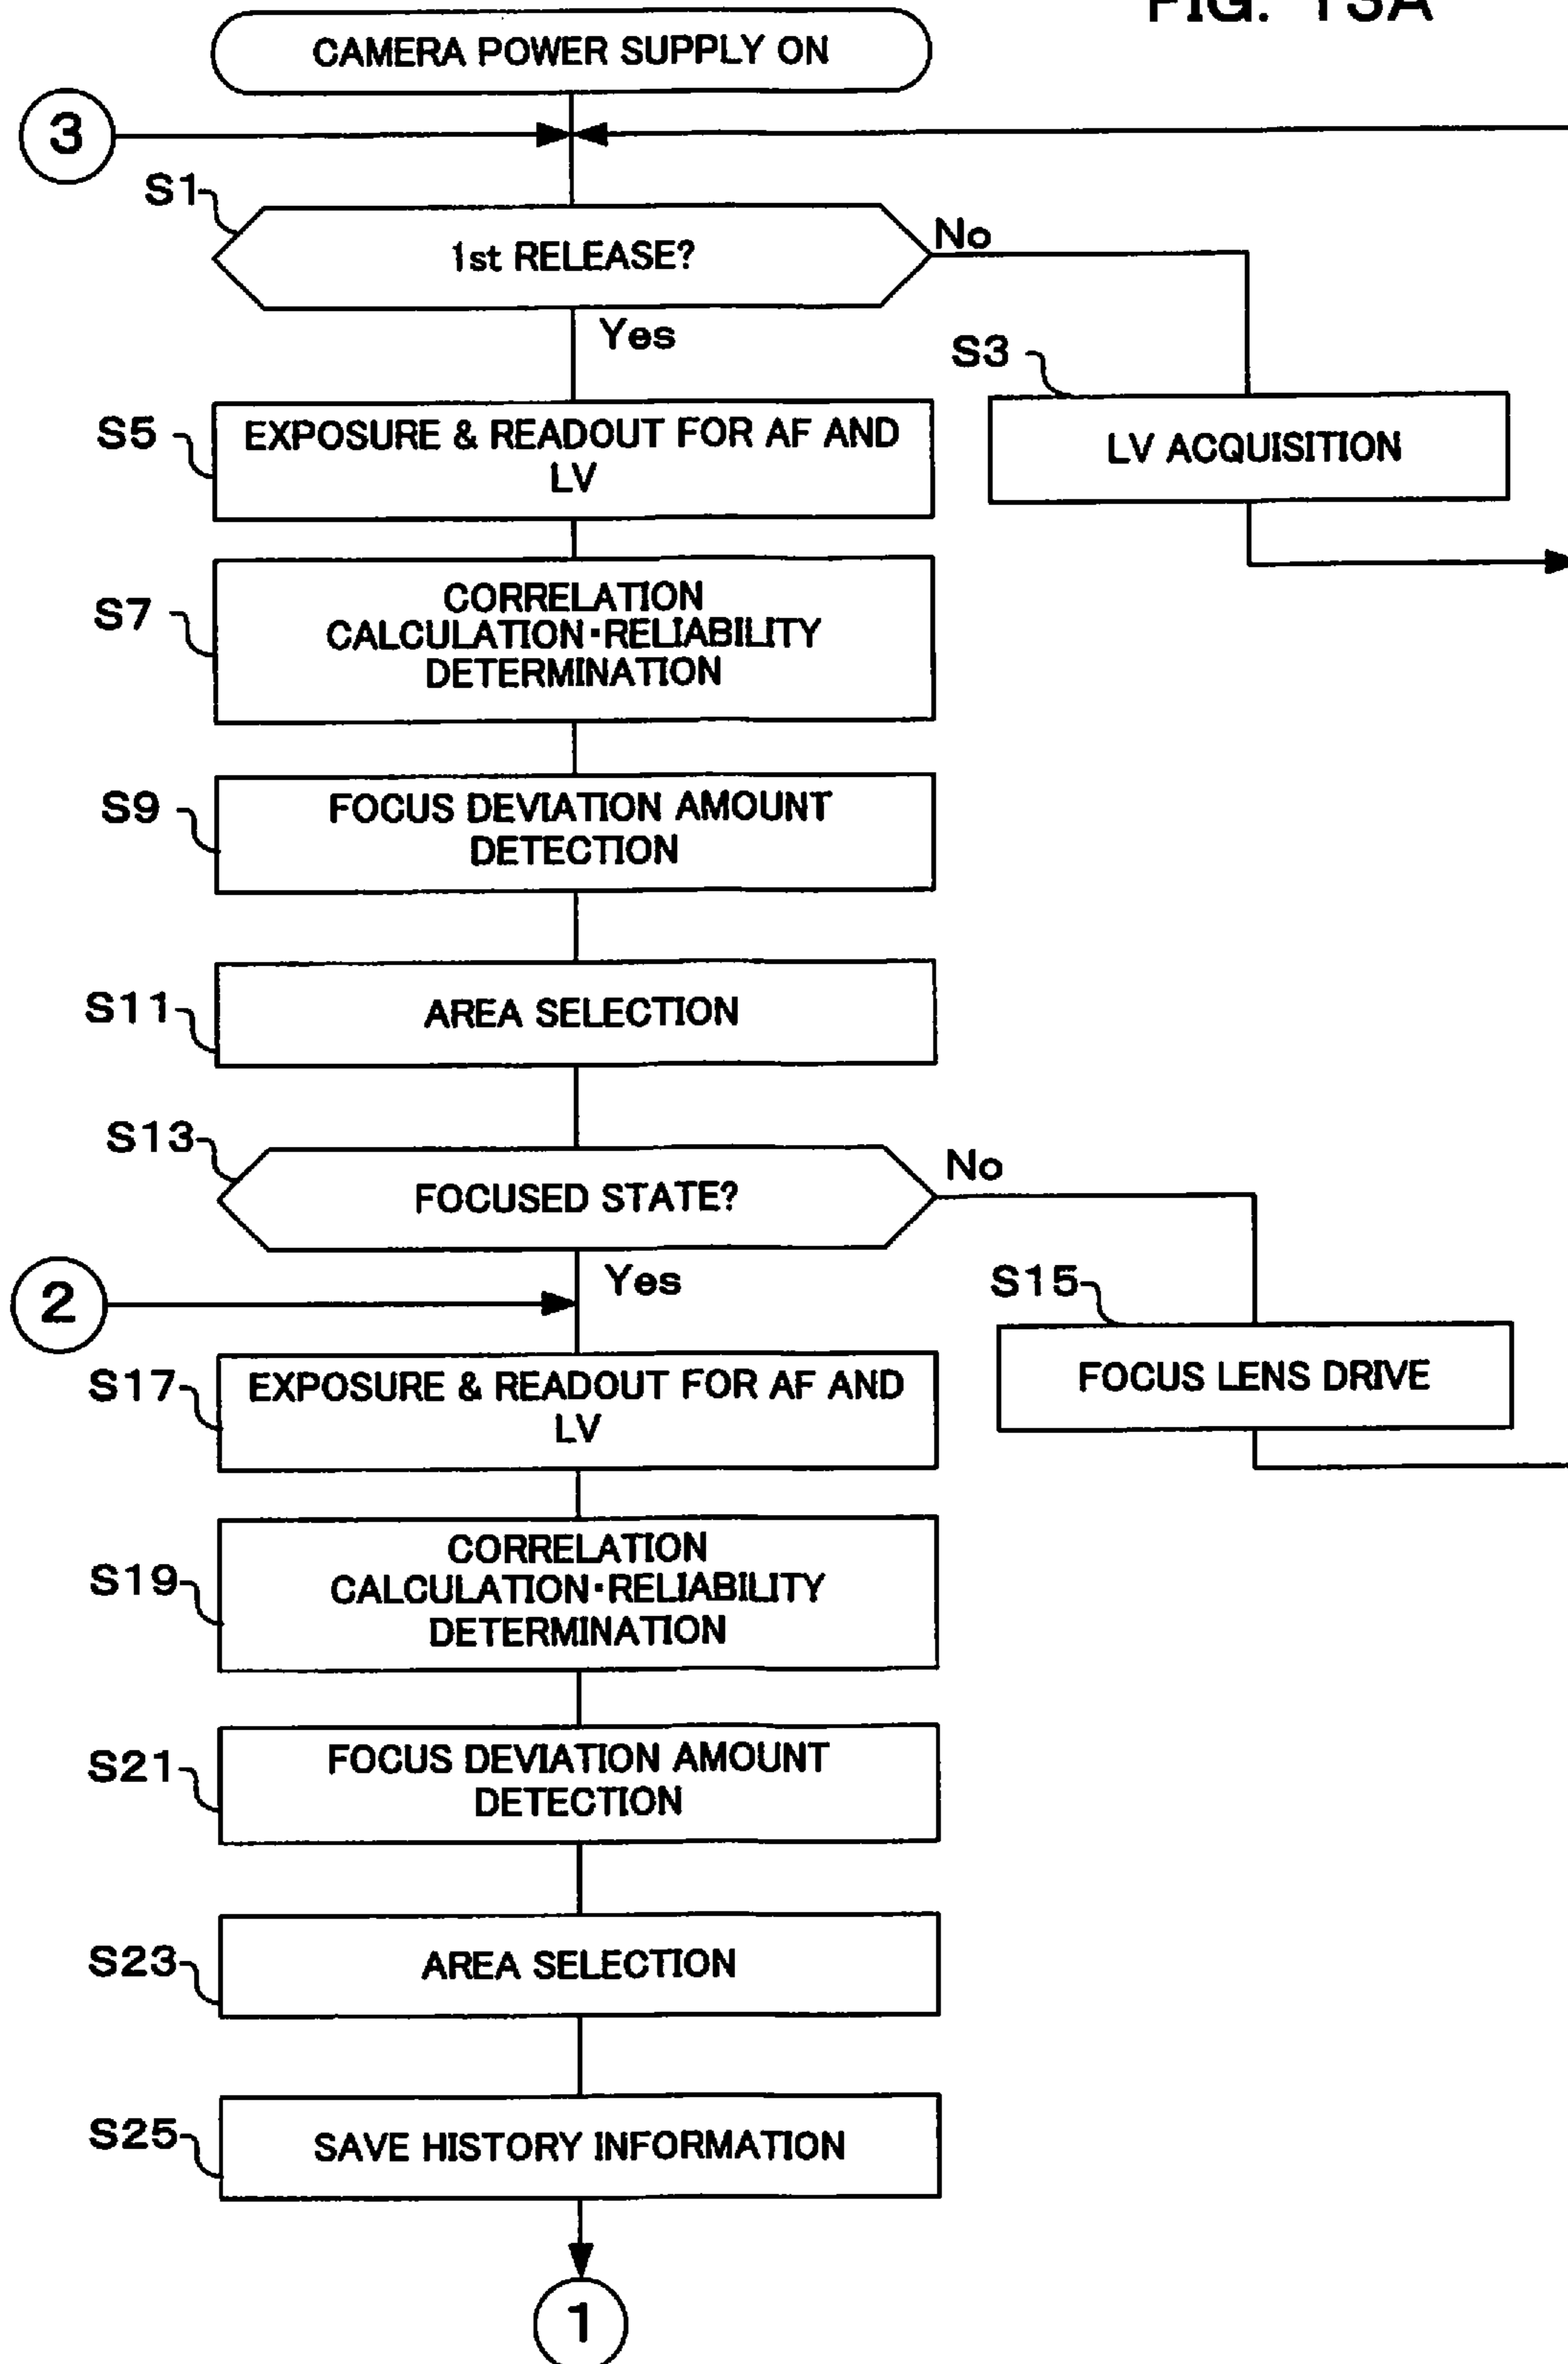 FIG. 13A
CAMERA POWER SUPPLY ON
3
S1
1st RELEASE?
No
Yes
S3
LV ACQUISITION
S5
EXPOSURE & READOUT FOR AF AND
LV
S7
CORRELATION
CALCULATION・RELIABILITY
DETERMINATION
S9
FOCUS DEVIATION AMOUNT
DETECTION
S11
AREA SELECTION
S13
FOCUSED STATE?
No
Yes
2
S15
FOCUS LENS DRIVE
S17
EXPOSURE & READOUT FOR AF AND
LV
S19
CORRELATION
CALCULATION・RELIABILITY
DETERMINATION
S21
FOCUS DEVIATION AMOUNT
DETECTION
S23
AREA SELECTION
S25
SAVE HISTORY INFORMATION
1